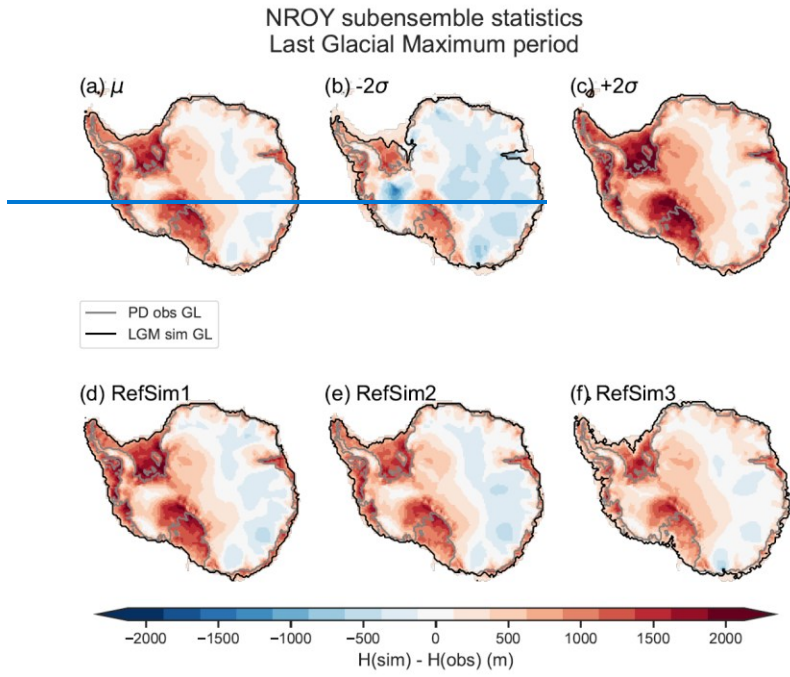 NROY subensemble statistics
Last Glacial Maximum period
(a) μ
(b) -2σ
(c) +2σ
PD obs GL
LGM sim GL
(d) RefSim1
(e) RefSim2
(f) RefSim3
−2000 −1500 −1000 −500 0 500 1000 1500 2000
H(sim) - H(obs) (m)